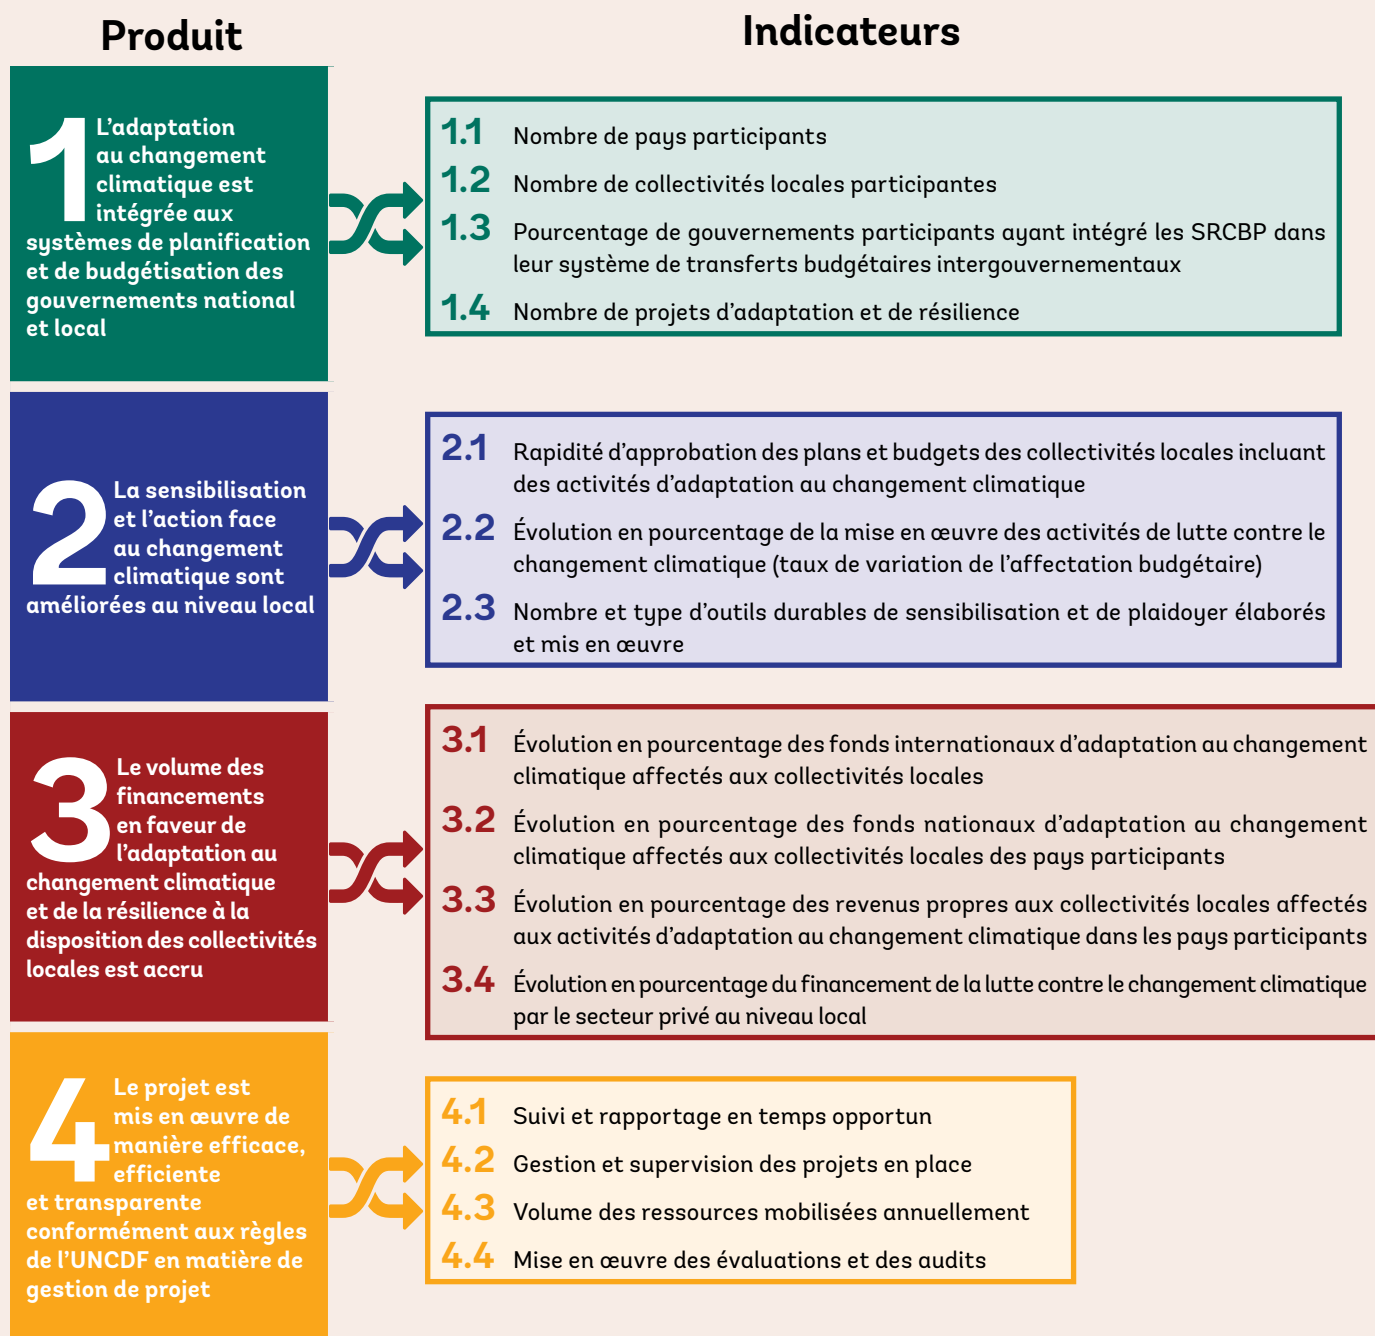 Produit
Indicateurs
1
L’adaptation
au changement
climatique est
intégrée aux
systèmes de planification
et de budgétisation des
gouvernements national
et local
1.1 Nombre de pays participants
1.2 Nombre de collectivités locales participantes
1.3 Pourcentage de gouvernements participants ayant intégré les SRCBP dans
leur système de transferts budgétaires intergouvernementaux
1.4 Nombre de projets d’adaptation et de résilience
2
La sensibilisation
et l’action face
au changement
climatique sont
améliorées au niveau local
2.1 Rapidité d’approbation des plans et budgets des collectivités locales incluant
des activités d’adaptation au changement climatique
2.2 Évolution en pourcentage de la mise en œuvre des activités de lutte contre le
changement climatique (taux de variation de l’affectation budgétaire)
2.3 Nombre et type d’outils durables de sensibilisation et de plaidoyer élaborés
et mis en œuvre
3
Le volume des
financements
en faveur de
l’adaptation au
changement climatique
et de la résilience à la
disposition des collectivités
locales est accru
3.1 Évolution en pourcentage des fonds internationaux d’adaptation au changement
climatique affectés aux collectivités locales
3.2 Évolution en pourcentage des fonds nationaux d’adaptation au changement
climatique affectés aux collectivités locales des pays participants
3.3 Évolution en pourcentage des revenus propres aux collectivités locales affectés
aux activités d’adaptation au changement climatique dans les pays participants
3.4 Évolution en pourcentage du financement de la lutte contre le changement climatique
par le secteur privé au niveau local
4
Le projet est
mis en œuvre de
manière efficace,
efficiente
et transparente
conformément aux règles
de l’UNCDF en matière de
gestion de projet
4.1 Suivi et rapportage en temps opportun
4.2 Gestion et supervision des projets en place
4.3 Volume des ressources mobilisées annuellement
4.4 Mise en œuvre des évaluations et des audits